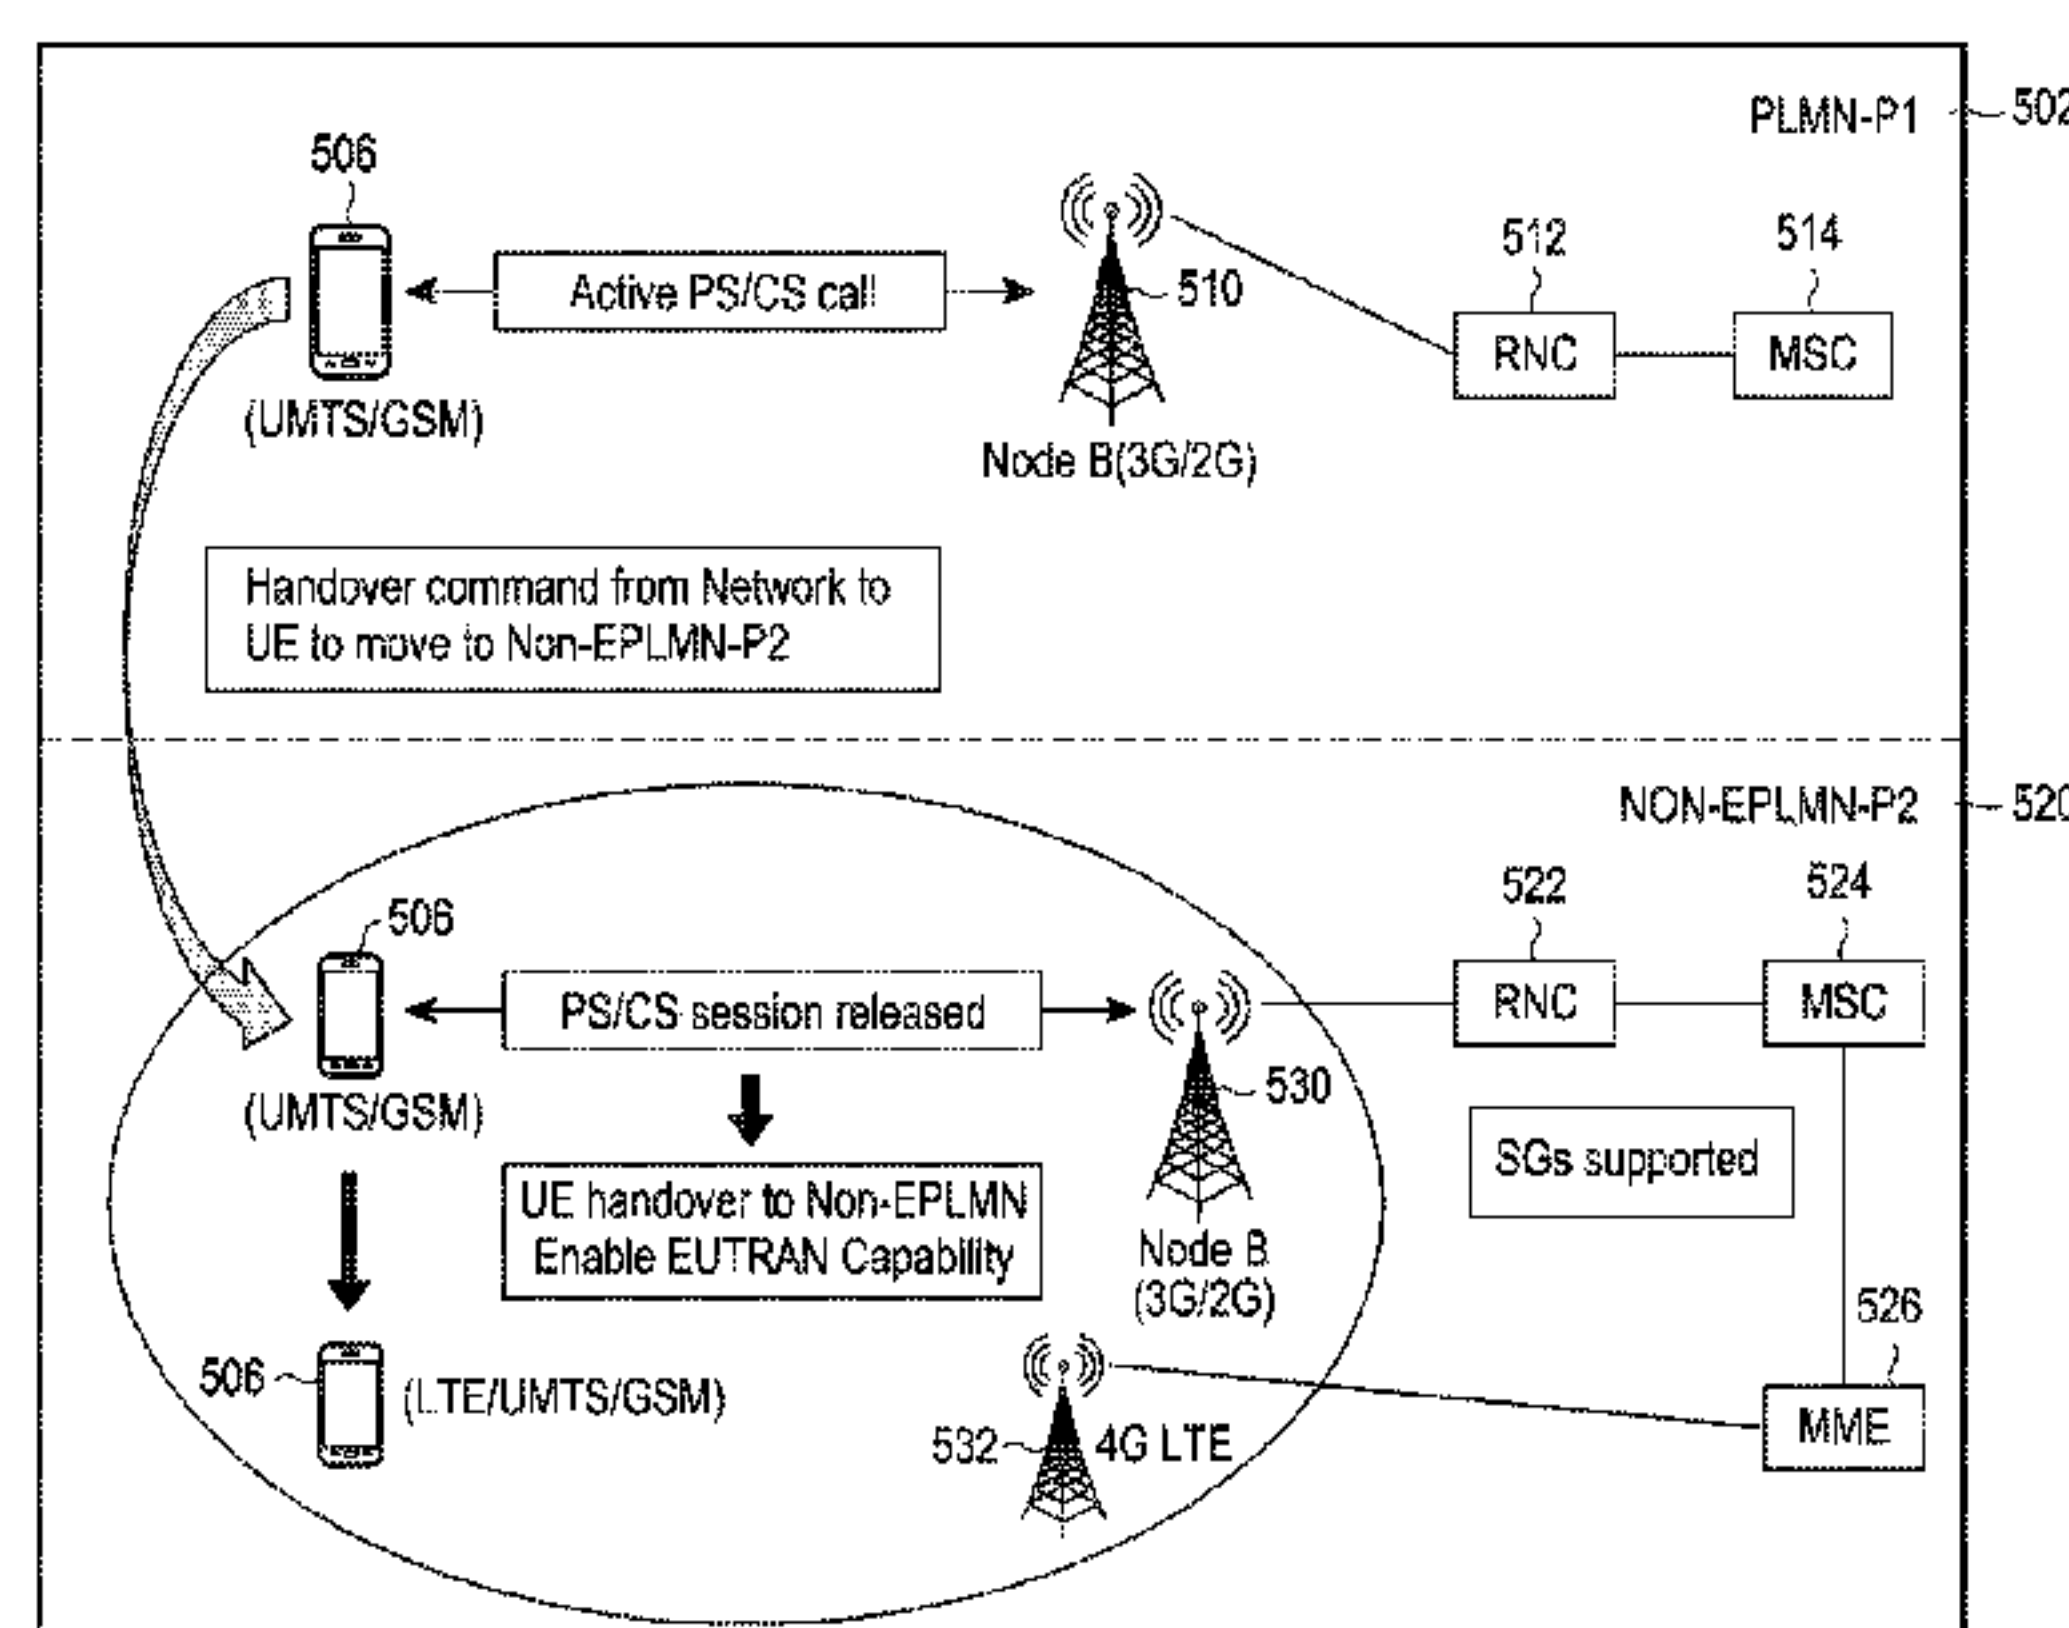 PLMN-P1
502
506
512
514
Active PS/CS call
510
RNC
MSC
(UMTS/GSM)
Node B(3G/2G)
Handover command from Network to
UE to move to Non-EPLMN-P2
NON-EPLMN-P2
520
522
524
506
RNC
MSC
PS/CS session released
530
(UMTS/GSM)
SGs supported
UE handover to Non-EPLMN
Enable EUTRAN Capability
Node B
(3G/2G)
526
506
(LTE/UMTS/GSM)
532
4G LTE
MME